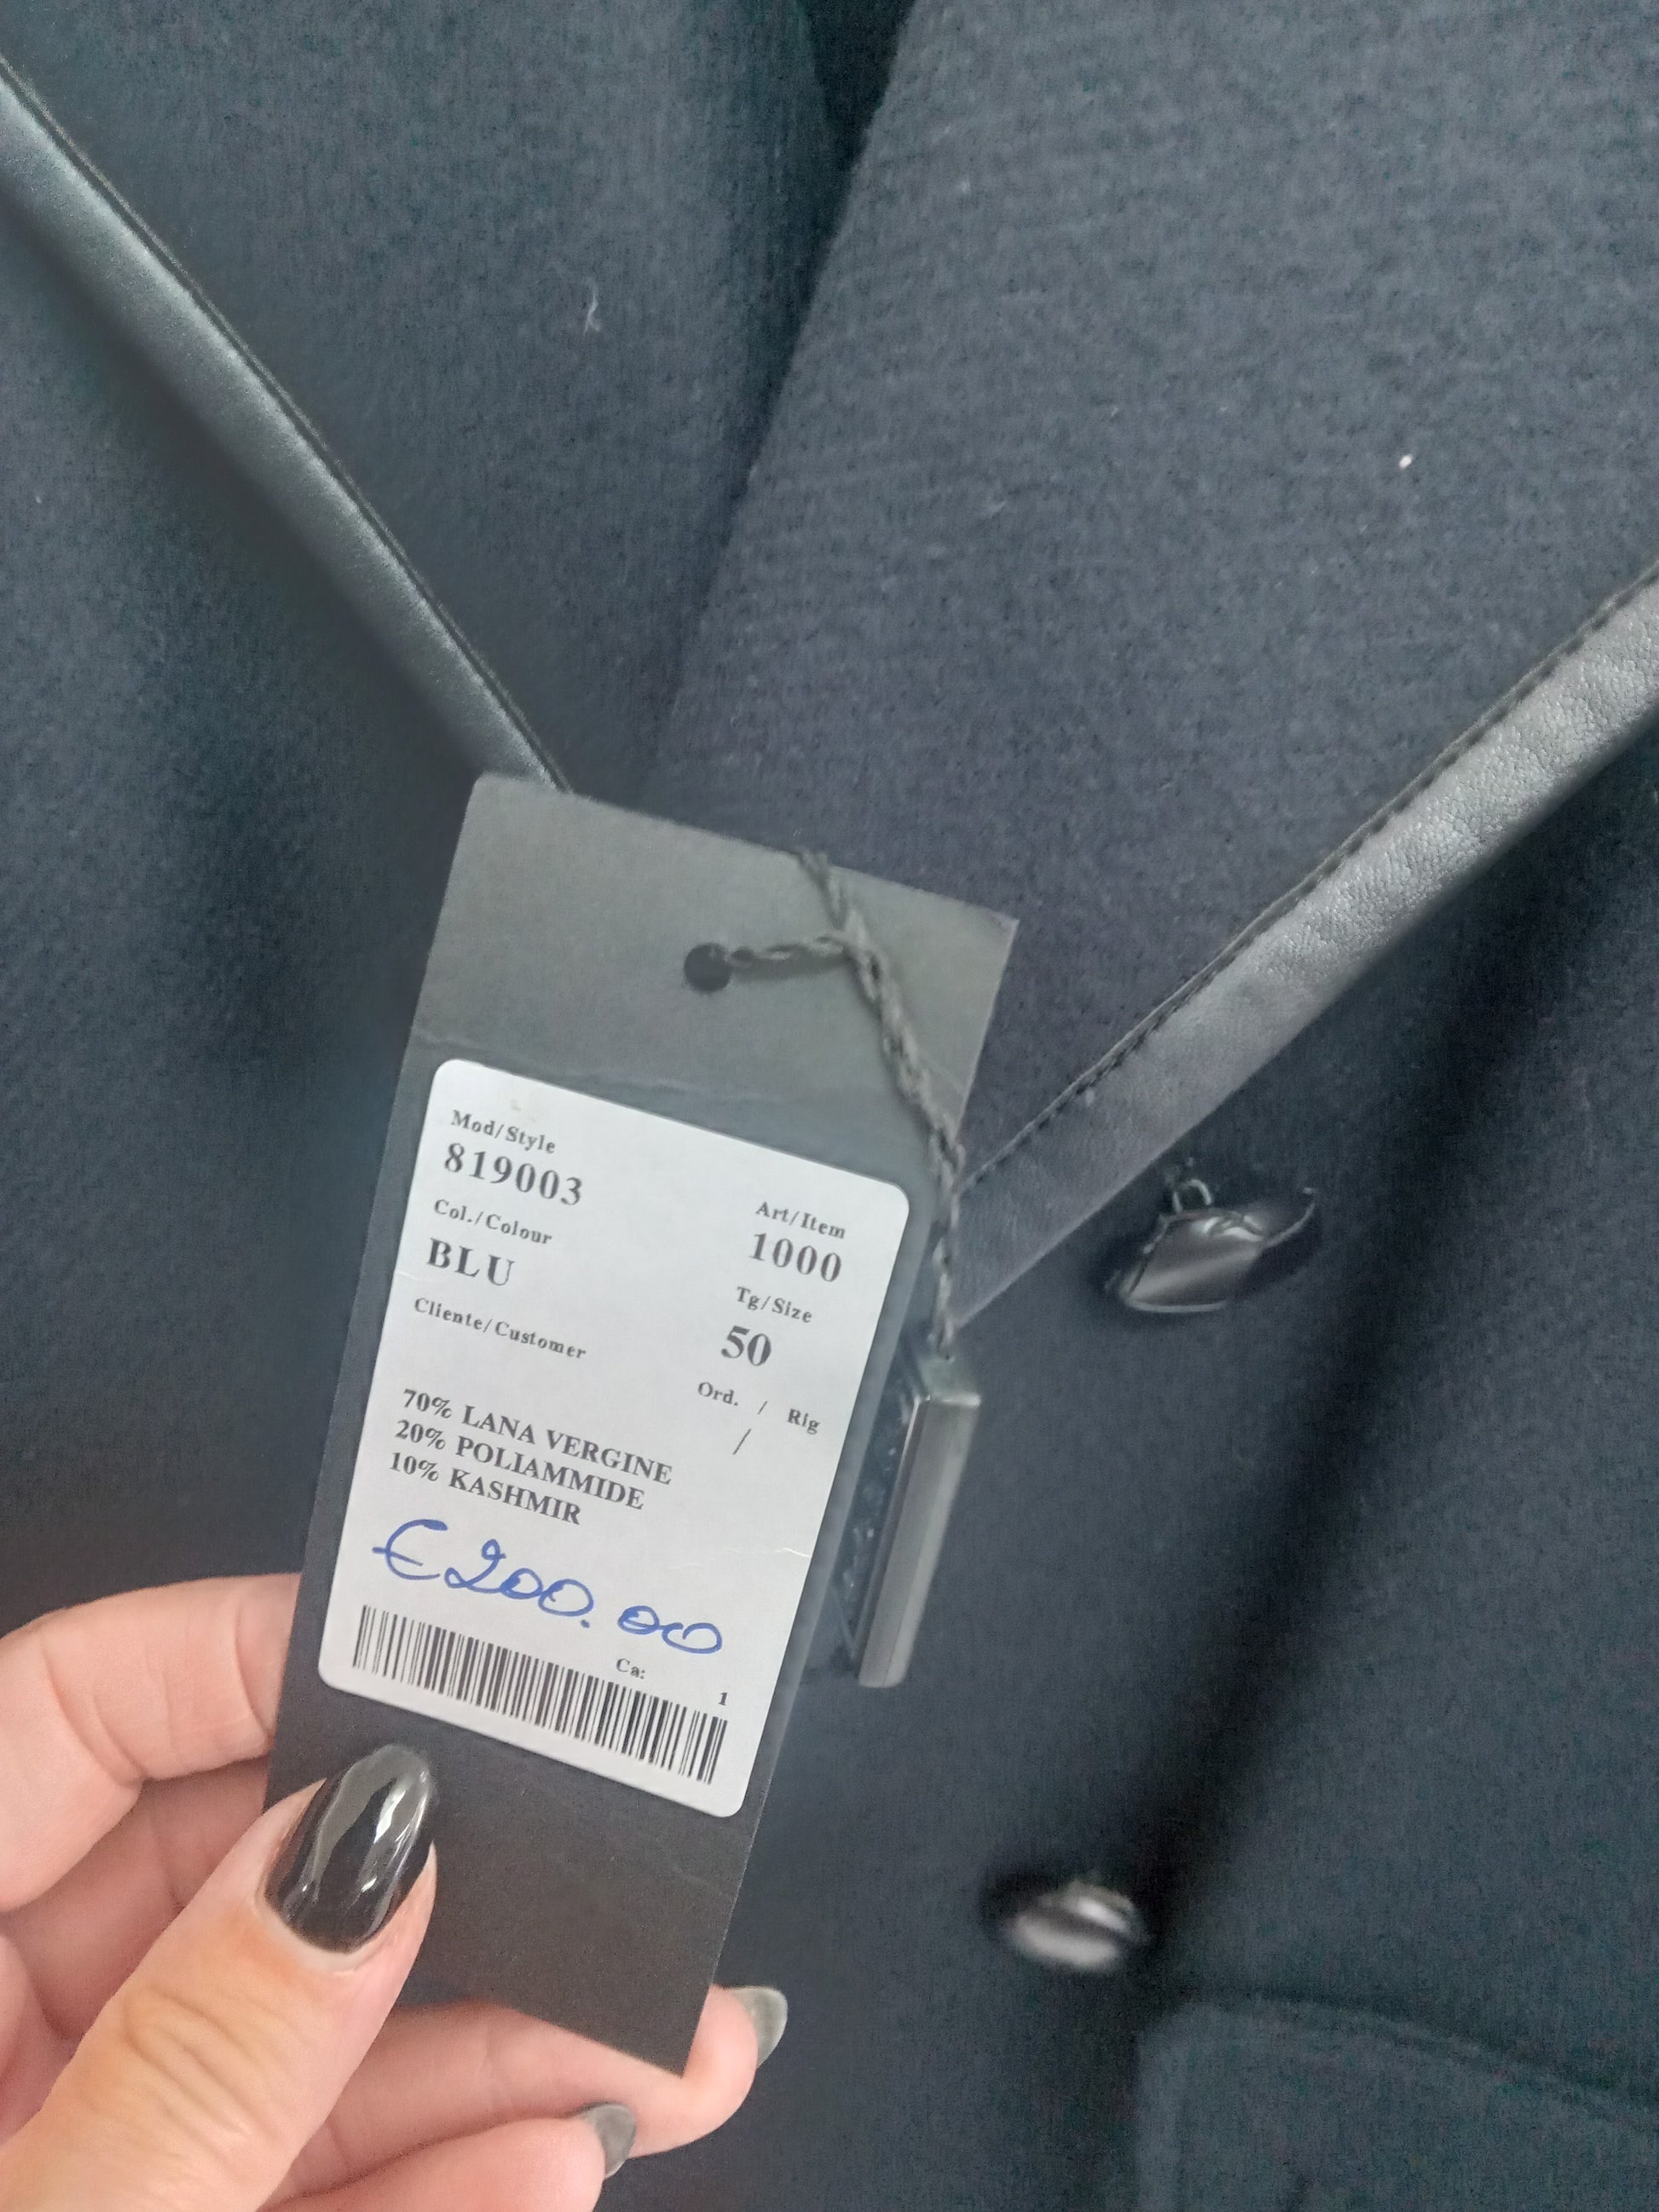 Mod/Style
819003
Art/Item
1000
Col./Colour
BLU
Tg/Size
50
Cliente/Customer
Ord. / Rig
/
70% LANA VERGINE
20% POLIAMMIDE
10% KASHMIR
€200.00
Ca:
1